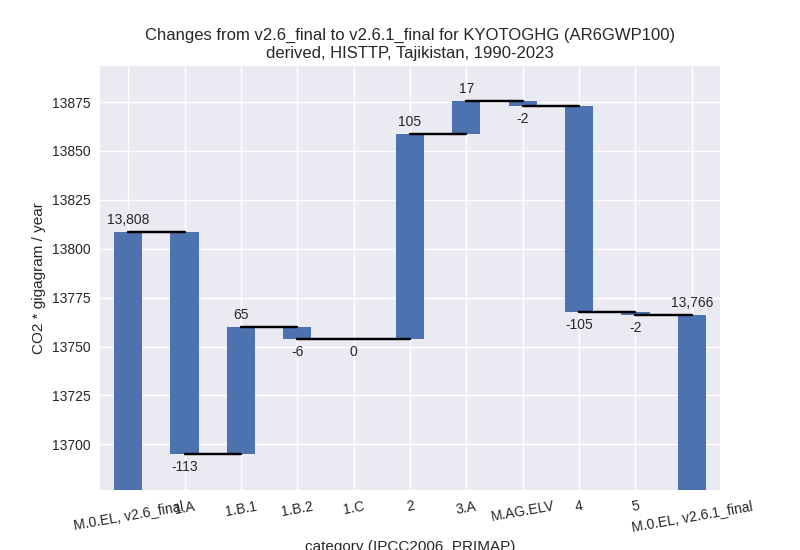 Changes from v2.6_final to v2.6.1_final for KYOTOGHG (AR6GWP100)
derived, HISTTP, Tajikistan, 1990-2023
CO2 * gigagram / year
13875
13850
13825
13800
13775
13750
13725
13700
13,808
-113
65
-6
0
105
17
-2
-105
-2
13,766
M.0.EL, v2.6_final
1.A
1.B.1
1.B.2
1.C
2
3.A
M.AG.ELV
4
5
M.0.EL, v2.6.1_final
category (IPCC2006_PRIMAP)